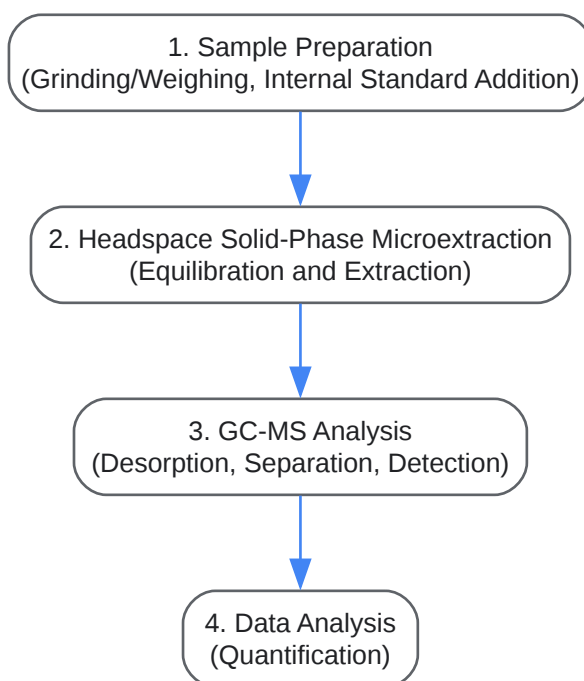 1. Sample Preparation
(Grinding/Weighing, Internal Standard Addition)
2. Headspace Solid-Phase Microextraction
(Equilibration and Extraction)
3. GC-MS Analysis
(Desorption, Separation, Detection)
4. Data Analysis
(Quantification)